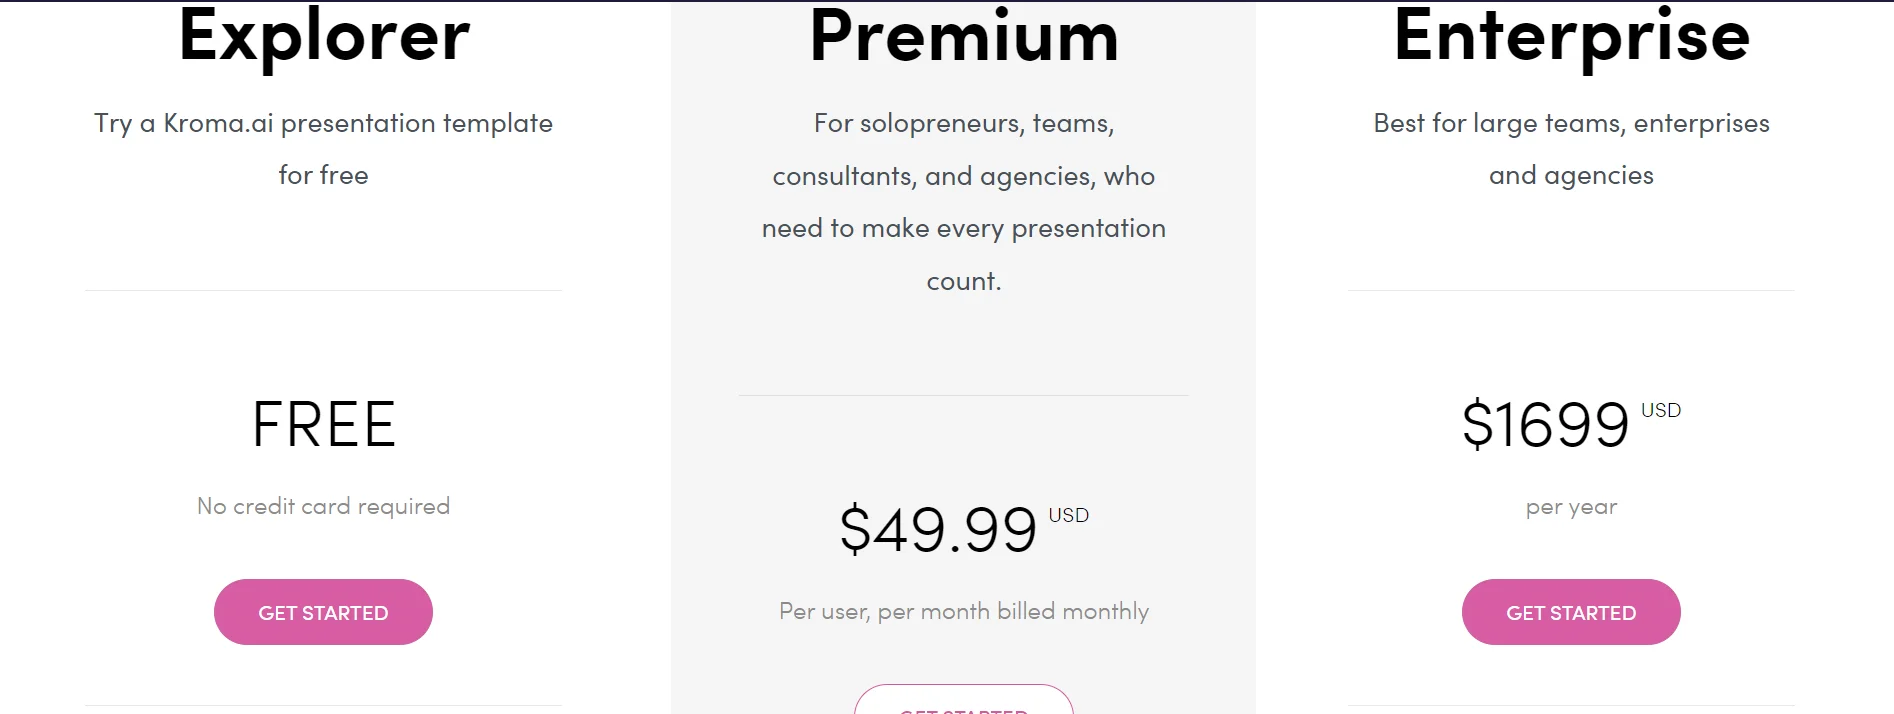 Explorer
Try a Kroma.ai presentation template
for free
FREE
No credit card required
GET STARTED
Premium
For solopreneurs, teams,
consultants, and agencies, who
need to make every presentation
count.
$49.99 USD
Per user, per month billed monthly
GET STARTED
Enterprise
Best for large teams, enterprises
and agencies
$1699 USD
per year
GET STARTED